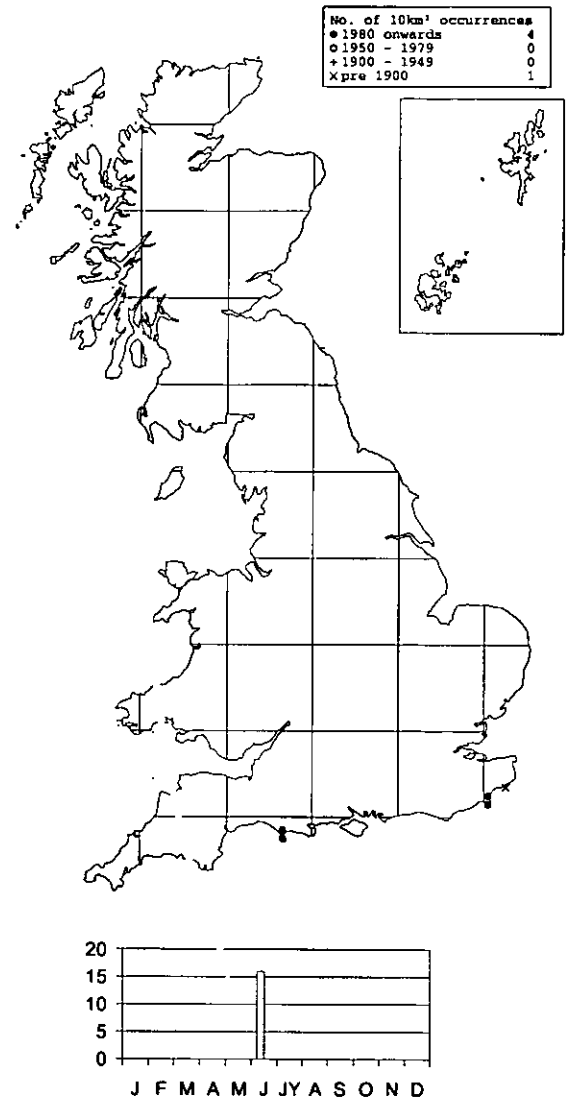 No. of 10km² occurrences
● 1980 onwards 4
o 1950 - 1979 0
+ 1900 - 1949 0
× pre 1900 1
20
15
10
5
0
J F M A M J JY A S O N D